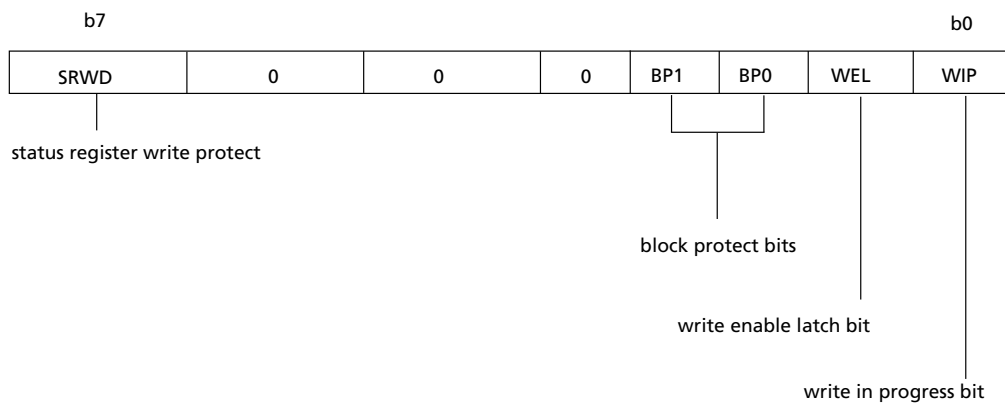 b7 b0
SRWD 0 0 0 BP1 BP0 WEL WIP
status register write protect
block protect bits
write enable latch bit
write in progress bit